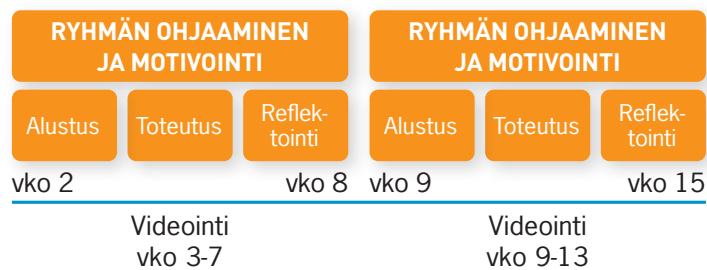 RYHMÄN OHJAAMINEN
JA MOTIVOINTI
Alustus
Toteutus
Reflek-
tointi
vko 2
vko 8
Videointi
vko 3-7
RYHMÄN OHJAAMINEN
JA MOTIVOINTI
Alustus
Toteutus
Reflek-
tointi
vko 9
vko 15
Videointi
vko 9-13